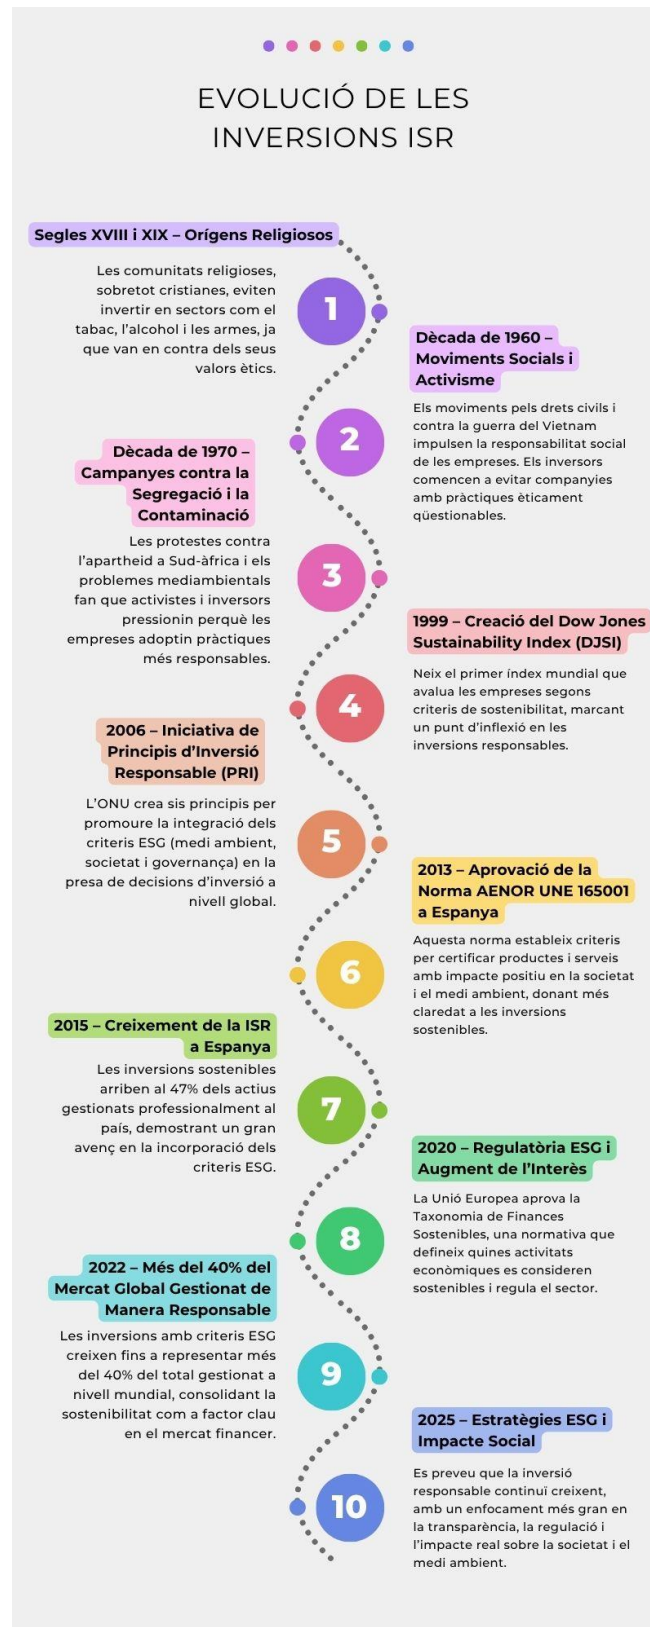 EVOLUCIÓ DE LES
INVERSIONS ISR
Segles XVIII i XIX – Orígens Religiosos
Les comunitats religioses,
sobretot cristianes, eviten
invertir en sectors com el
tabac, l'alcohol i les armes, ja
que van en contra dels seus
valors ètics.
1
Dècada de 1960 –
Moviments Socials i
Activisme
Els moviments pels drets civils i
contra la guerra del Vietnam
impulsen la responsabilitat social
de les empreses. Els inversors
comencen a evitar companyies
amb pràctiques èticament
qüestionables.
2
Dècada de 1970 –
Campanyes contra la
Segregació i la
Contaminació
Les protestes contra
l'apartheid a Sud-àfrica i els
problemes mediambientals
fan que activistes i inversors
pressionin perquè les
empreses adoptin pràctiques
més responsables.
3
1999 – Creació del Dow Jones
Sustainability Index (DJSI)
Neix el primer índex mundial que
avalua les empreses segons
criteris de sostenibilitat, marcant
un punt d'inflexió en les
inversions responsables.
4
2006 – Iniciativa de
Principis d'Inversió
Responsable (PRI)
L'ONU crea sis principis per
promoure la integració dels
criteris ESG (medi ambient,
societat i governança) en la
presa de decisions d'inversió a
nivell global.
5
2013 – Aprovació de la
Norma AENOR UNE 165001
a Espanya
Aquesta norma estableix criteris
per certificar productes i serveis
amb impacte positiu en la societat
i el medi ambient, donant més
claredat a les inversions
sostenibles.
6
2015 – Creixement de la ISR
a Espanya
Les inversions sostenibles
arriben al 47% dels actius
gestionats professionalment al
país, demostrant un gran
avenç en la incorporació dels
criteris ESG.
7
2020 – Regulatòria ESG i
Augment de l'Interès
La Unió Europea aprova la
Taxonomia de Finances
Sostenibles, una normativa que
defineix quines activitats
econòmiques es consideren
sostenibles i regula el sector.
8
2022 – Més del 40% del
Mercat Global Gestionat de
Manera Responsable
Les inversions amb criteris ESG
creixen fins a representar més
del 40% del total gestionat a
nivell mundial, consolidant la
sostenibilitat com a factor clau
en el mercat financer.
9
2025 – Estratègies ESG i
Impacte Social
Es preveu que la inversió
responsable continuï creixent,
amb un enfocament més gran en
la transparència, la regulació i
l'impacte real sobre la societat i el
medi ambient.
10